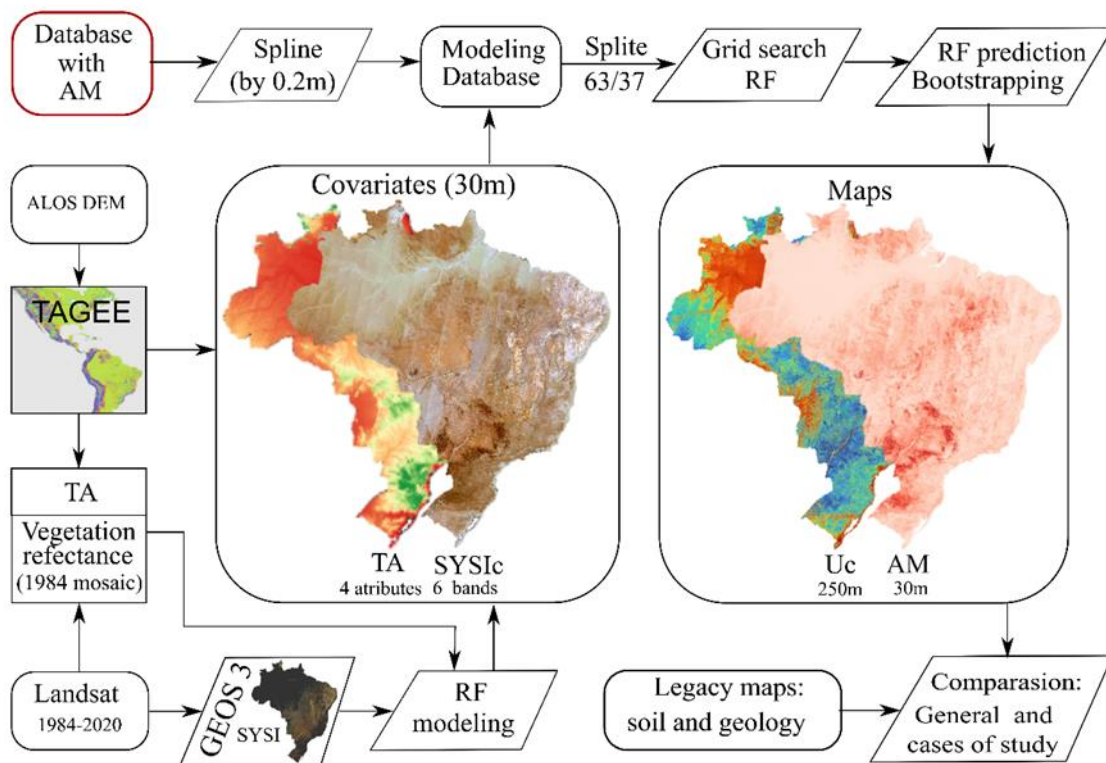 Database
with
AM
Spline
(by 0.2m)
Modeling
Database
Splite
63/37
Grid search
RF
RF prediction
Bootstrapping
ALOS DEM
TAGEE
TA
Vegetation
refectance
(1984 mosaic)
Landsat
1984-2020
Covariates (30m)
TA SYSIc
4 atributes 6 bands
GEOS 3
SYSI
RF
modeling
Maps
Uc AM
250m 30m
Legacy maps:
soil and geology
Comparasion:
General and
cases of study